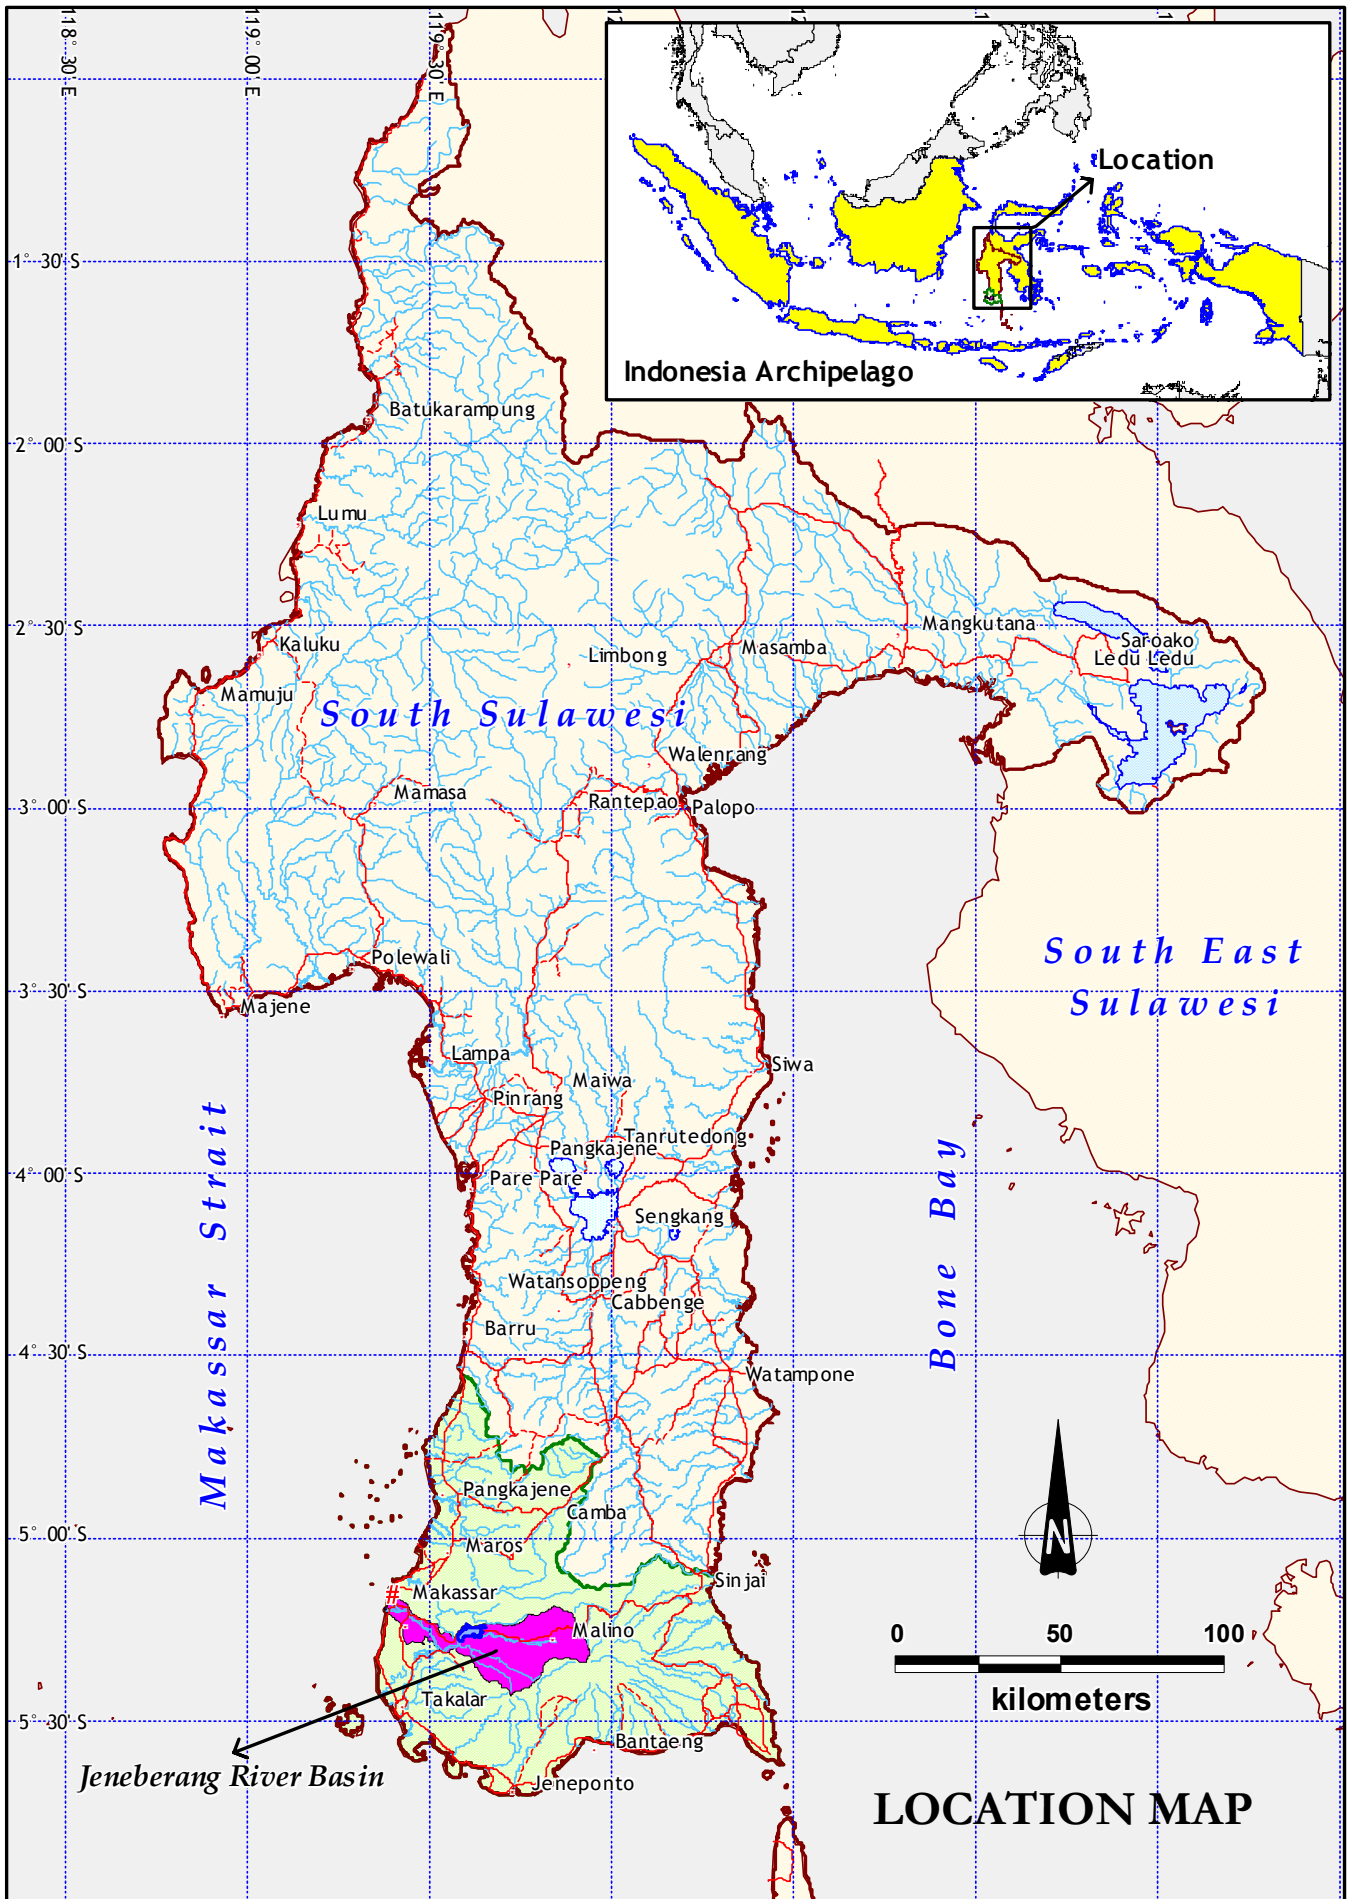 118° 30'
119° 00'
119° 30' E
Location
Indonesia Archipelago
1° 30' S
Batukarampung
2° 00' S
Lumu
2° 30' S
Mangkutana
Kaluku
Saroako
Masamba
Limbong
Ledu Ledu
Mamuju
South Sulawesi
Walenrang
Mamasa
Rantepao
3° 00' S
Palopo
South East
Sulawesi
Polewali
3° 30' S
Majene
Lampa
Siwa
Maiwa
Pinrang
Makassar Strait
Bone Bay
Tanrutedong
Pangkajene
4° 00' S
Pare Pare
Sengkang
Watansoppeng
Cabbenge
Barru
4° 30' S
Watampone
Pangkajene
Camba
N
5° 00' S
Maros
Sinjai
# Makassar
Malino
0 50 100
kilometers
Takalar
5° 30' S
Bantaeng
Jeneberang River Basin
Jeneponto
LOCATION MAP